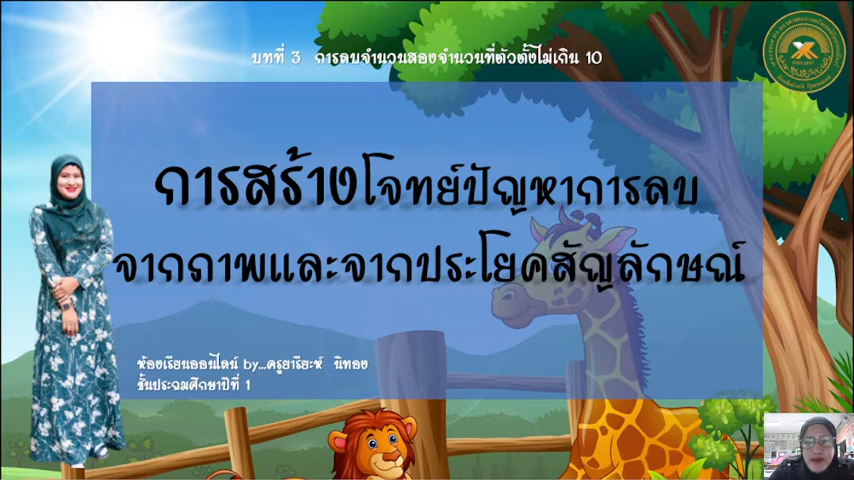 บทที่ 3 การลบจำนวนสองจำนวนที่ตัวตั้งไม่เกิน 10
การสร้างโจทย์ปัญหาการลบ
จากภาพและจากประโยคสัญลักษณ์
ห้องเรียนออนไลน์ by...ครูยารียะห์ นิทอง
ชั้นประถมศึกษาปีที่ 1